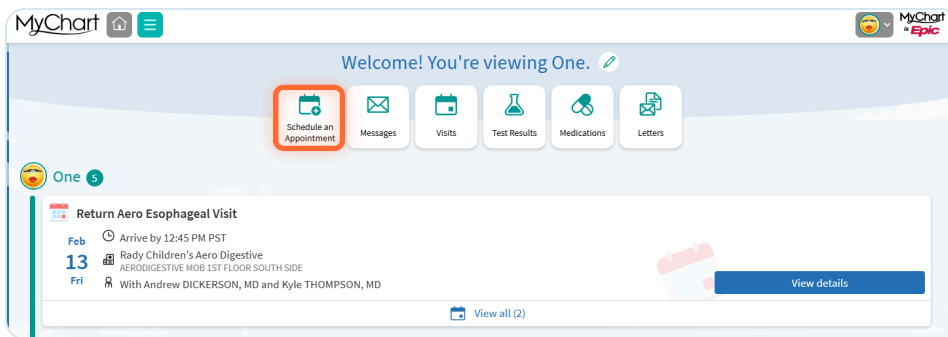 MyChart
MyChart
by Epic
Welcome! You're viewing One.
Schedule an
Appointment
Messages
Visits
Test Results
Medications
Letters
One 5
Return Aero Esophageal Visit
Feb
13
Fri
Arrive by 12:45 PM PST
Rady Children's Aero Digestive
AERODIGESTIVE MOB 1ST FLOOR SOUTH SIDE
With Andrew DICKERSON, MD and Kyle THOMPSON, MD
View details
View all (2)